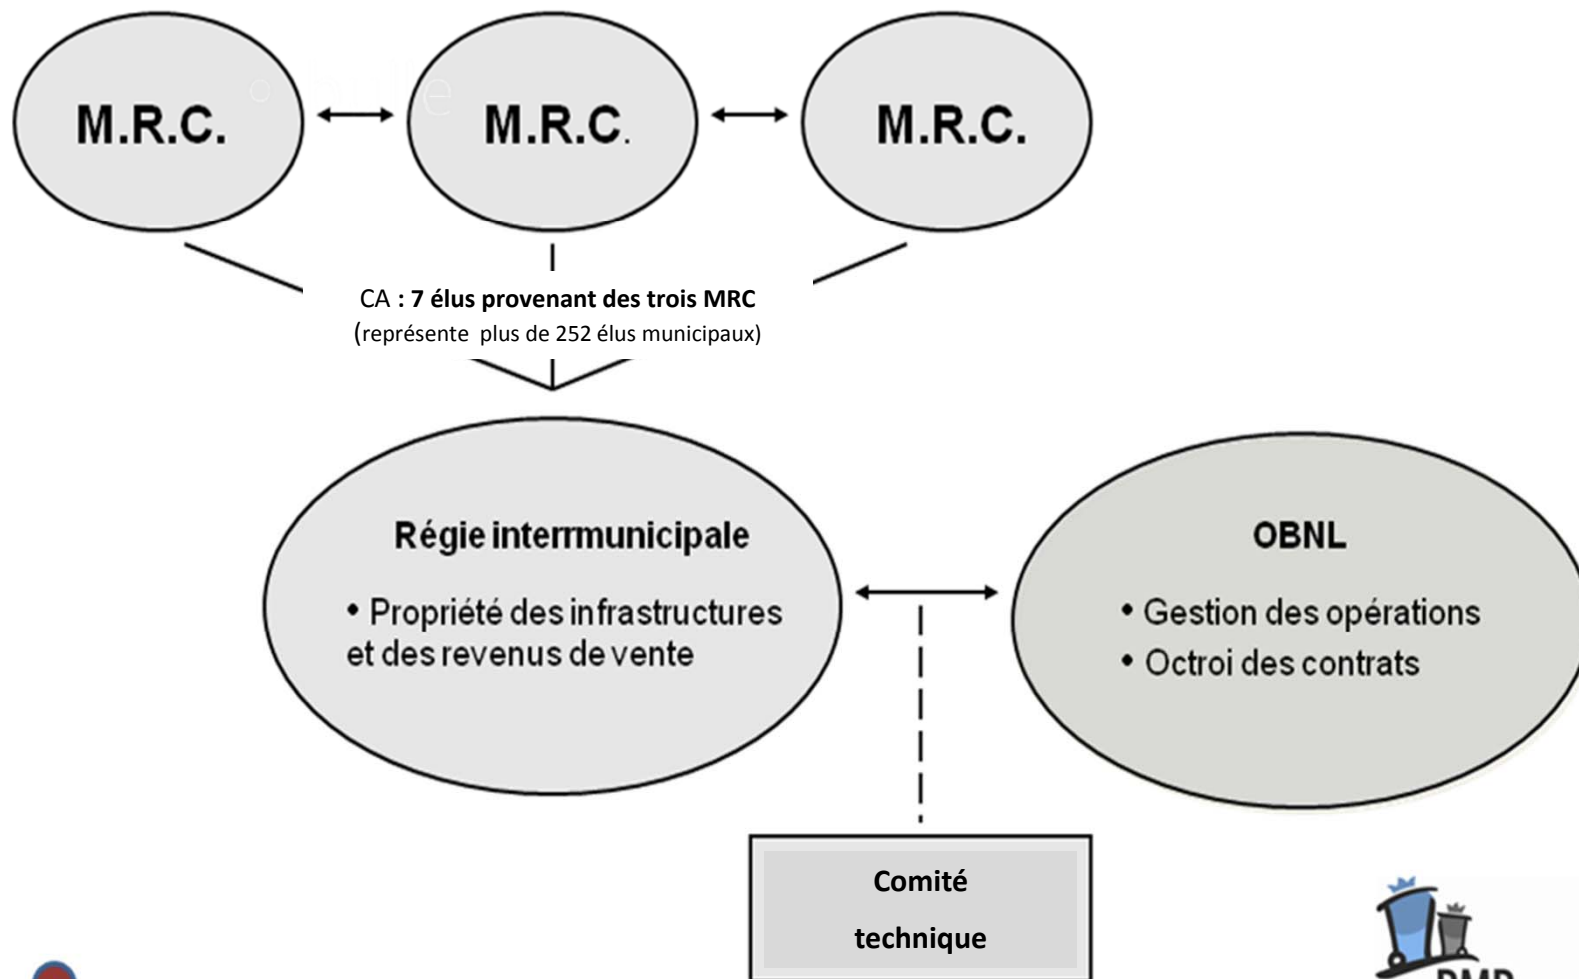 M.R.C.
M.R.C.
M.R.C.
CA : 7 élus provenant des trois MRC
(représente plus de 252 élus municipaux)
Régie interrmunicipale
• Propriété des infrastructures
et des revenus de vente
OBNL
• Gestion des opérations
• Octroi des contrats
Comité
technique